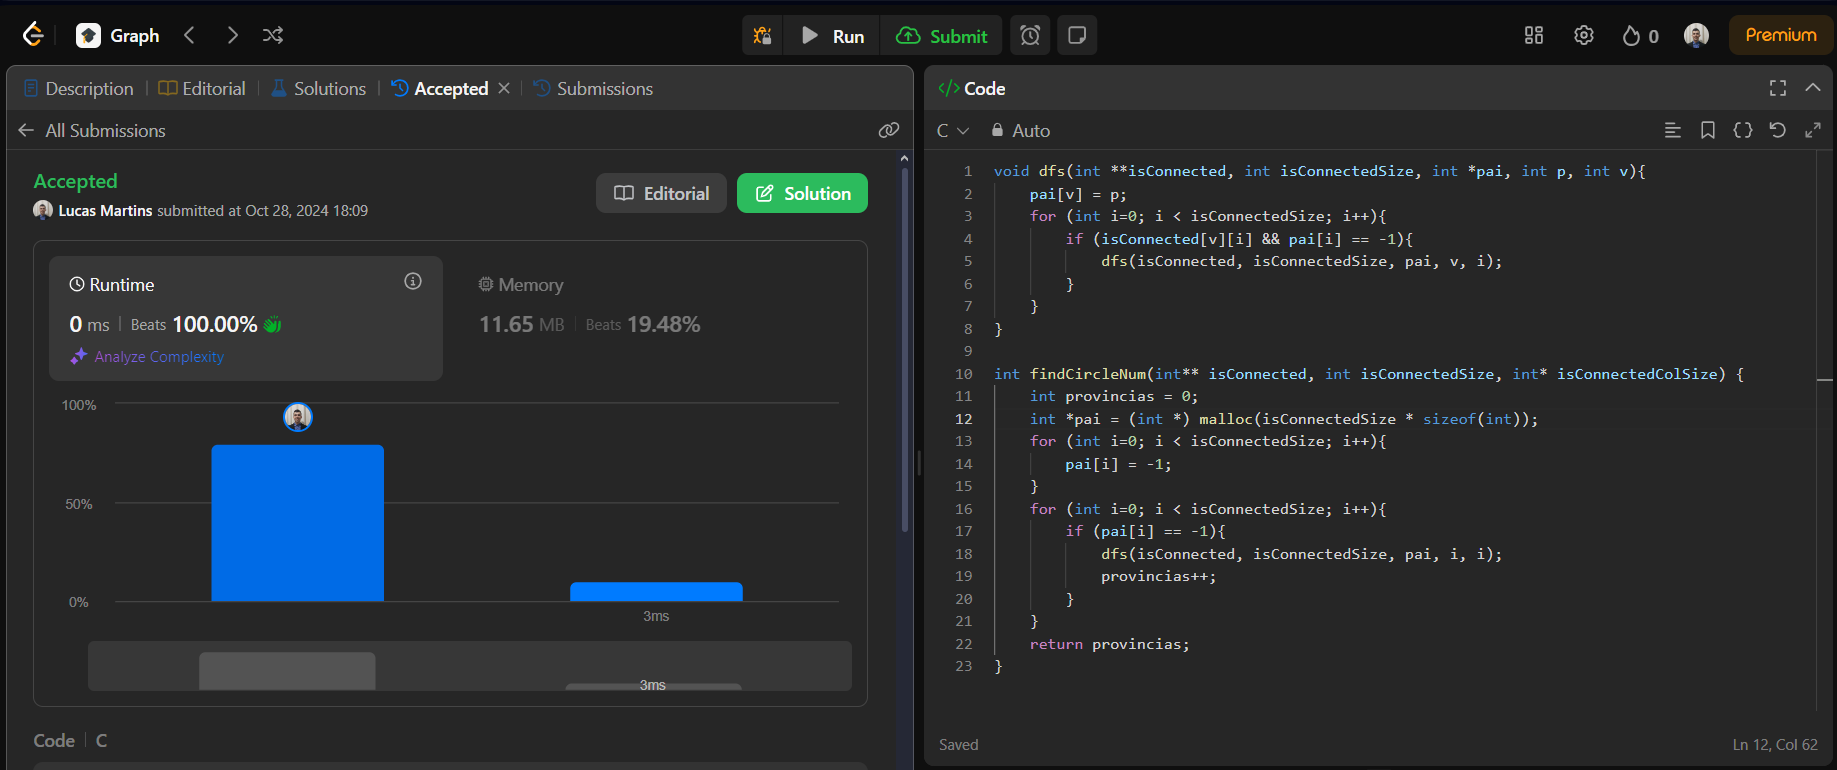 Graph
Run
Submit
0
Premium
Description
Editorial
Solutions
Accepted
Submissions
All Submissions
Accepted
Lucas Martins submitted at Oct 28, 2024 18:09
Editorial
Solution
Runtime
0 ms | Beats 100.00%
Analyze Complexity
Memory
11.65 MB | Beats 19.48%
100%
50%
0%
3ms
3ms
Code | C
</> Code
C
Auto
1 void dfs(int **isConnected, int isConnectedSize, int *pai, int p, int v){
2     pai[v] = p;
3     for (int i=0; i < isConnectedSize; i++){
4         if (isConnected[v][i] && pai[i] == -1){
5             dfs(isConnected, isConnectedSize, pai, v, i);
6         }
7     }
8 }
9
10 int findCircleNum(int** isConnected, int isConnectedSize, int* isConnectedColSize) {
11     int provincias = 0;
12     int *pai = (int *) malloc(isConnectedSize * sizeof(int));
13     for (int i=0; i < isConnectedSize; i++){
14         pai[i] = -1;
15     }
16     for (int i=0; i < isConnectedSize; i++){
17         if (pai[i] == -1){
18             dfs(isConnected, isConnectedSize, pai, i, i);
19             provincias++;
20         }
21     }
22     return provincias;
23 }
Saved
Ln 12, Col 62